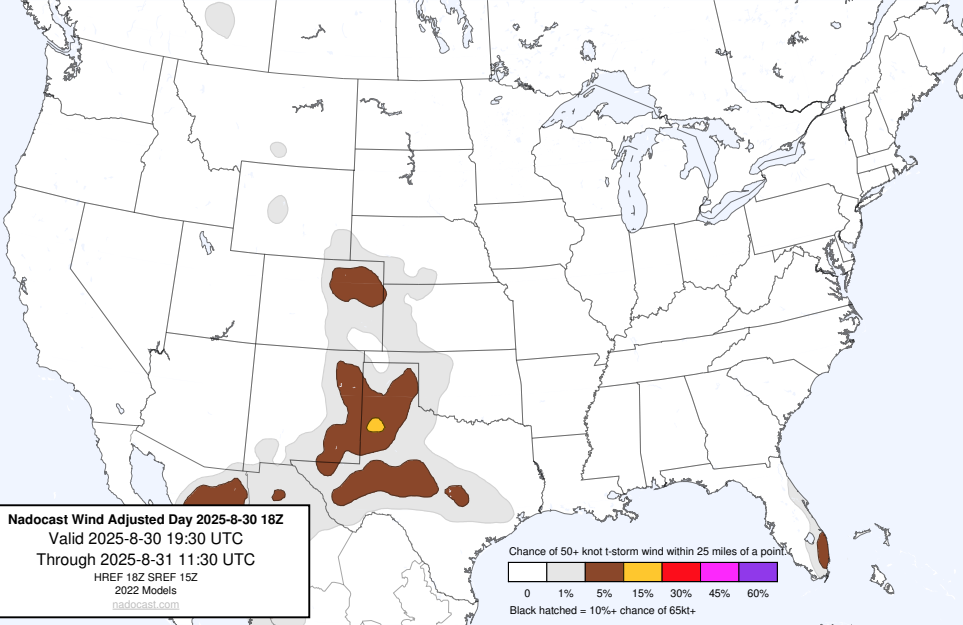 Nadocast Wind Adjusted Day 2025-8-30 18Z
Valid 2025-8-30 19:30 UTC
Through 2025-8-31 11:30 UTC
HREF 18Z SREF 15Z
2022 Models
nadocast.com
Chance of 50+ knot t-storm wind within 25 miles of a point.
0 1% 5% 15% 30% 45% 60%
Black hatched = 10%+ chance of 65kt+